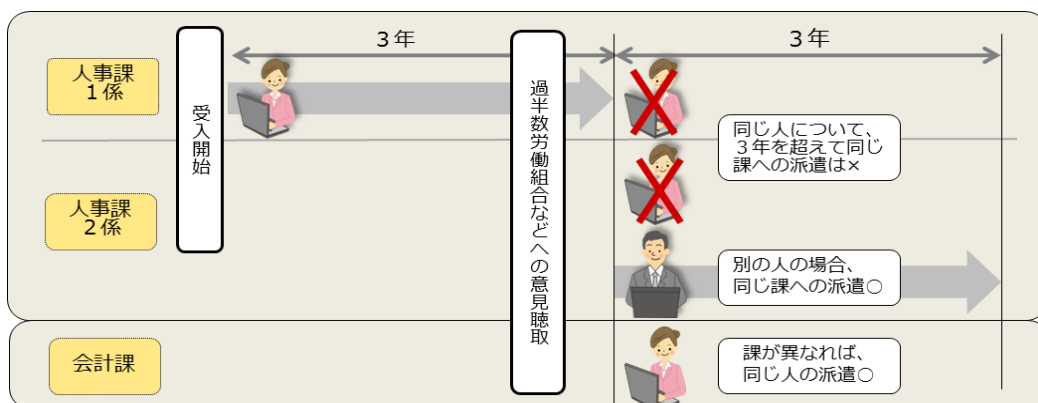 人事課
１係
受入開始
３年
過半数労働組合などへの意見聴取
３年
同じ人について、
３年を超えて同じ
課への派遣は×
人事課
２係
別の人の場合、
同じ課への派遣○
会計課
課が異なれば、
同じ人の派遣○